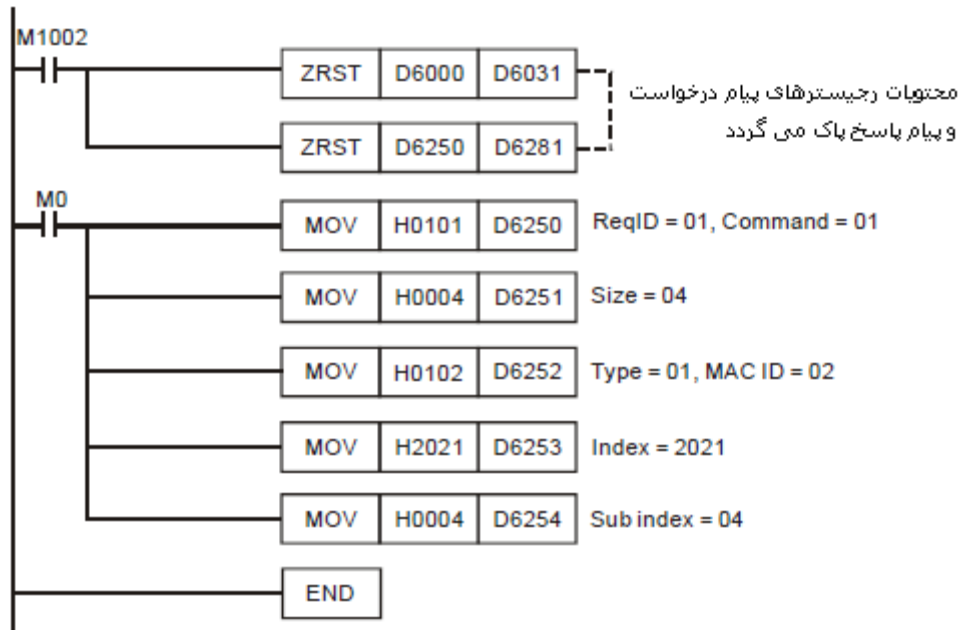 M1002
ZRST D6000 D6031
محتویات رجیسترهای پیام درخواست
و پیام پاسخ پاک می گردد
ZRST D6250 D6281
M0
MOV H0101 D6250 ReqID = 01, Command = 01
MOV H0004 D6251 Size = 04
MOV H0102 D6252 Type = 01, MAC ID = 02
MOV H2021 D6253 Index = 2021
MOV H0004 D6254 Sub index = 04
END